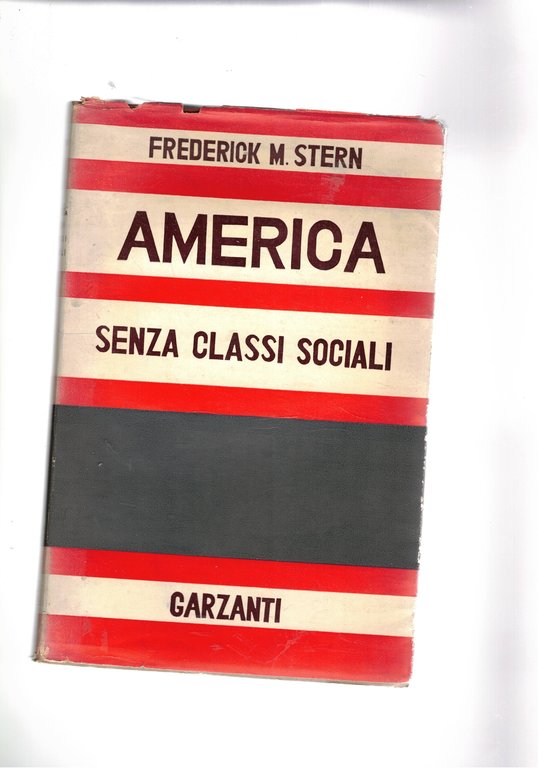 FREDERICK M. STERN
AMERICA
SENZA CLASSI SOCIALI
GARZANTI